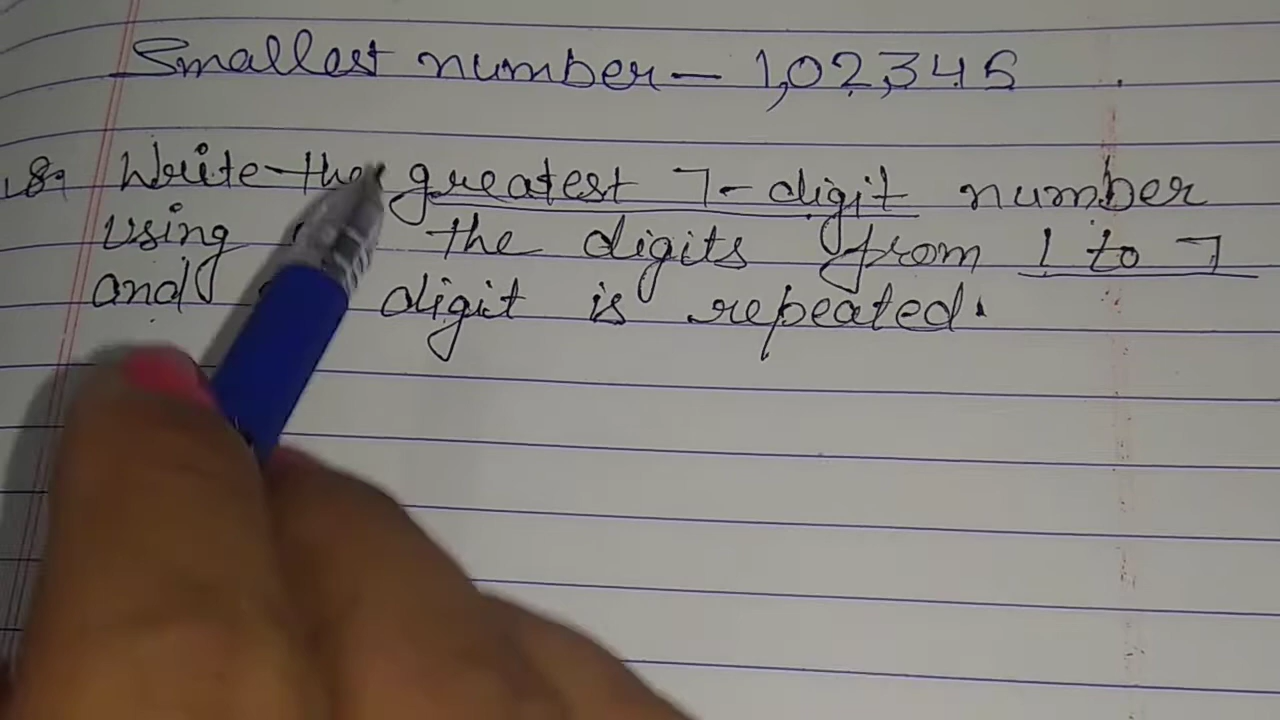 Smallest number - 1,02,345
Write the greatest 7-digit number
using the digits from 1 to 7
and digit is repeated.